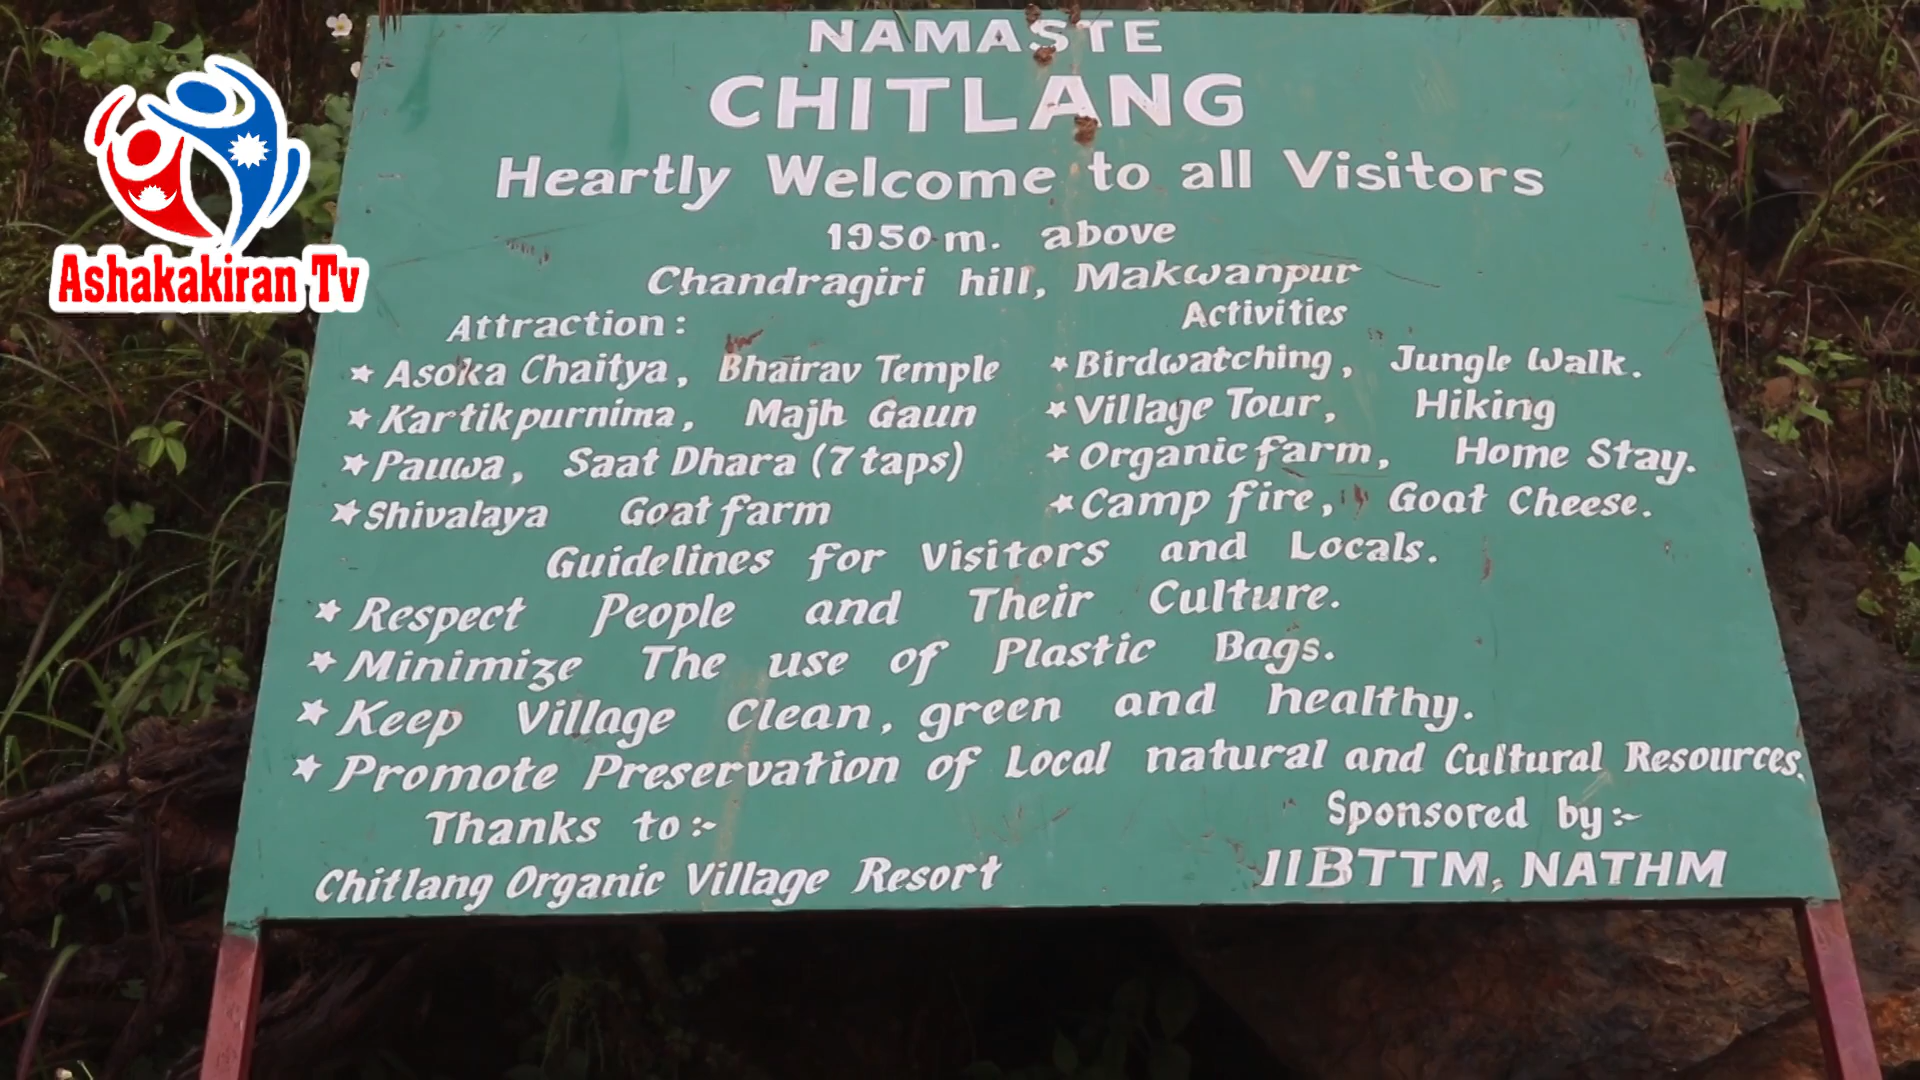 NAMASTE
CHITLANG
Heartly Welcome to all Visitors
1950 m. above
Chandragiri hill, Makwanpur
Attraction:
★ Asoka Chaitya, Bhairav Temple
★ Kartikpurnima, Majh Gaun
★ Pauwa, Saat Dhara (7 taps)
★ Shivalaya Goat farm
Activities
★ Birdwatching, Jungle Walk.
★ Village Tour, Hiking
★ Organic farm, Home Stay.
★ Camp fire, Goat Cheese.
Guidelines for Visitors and Locals.
★ Respect People and Their Culture.
★ Minimize The use of Plastic Bags.
★ Keep Village Clean, green and healthy.
★ Promote Preservation of Local natural and Cultural Resources.
Thanks to:-
Chitlang Organic Village Resort
Sponsored by:-
IIBTTM, NATHM
Ashakakiran Tv